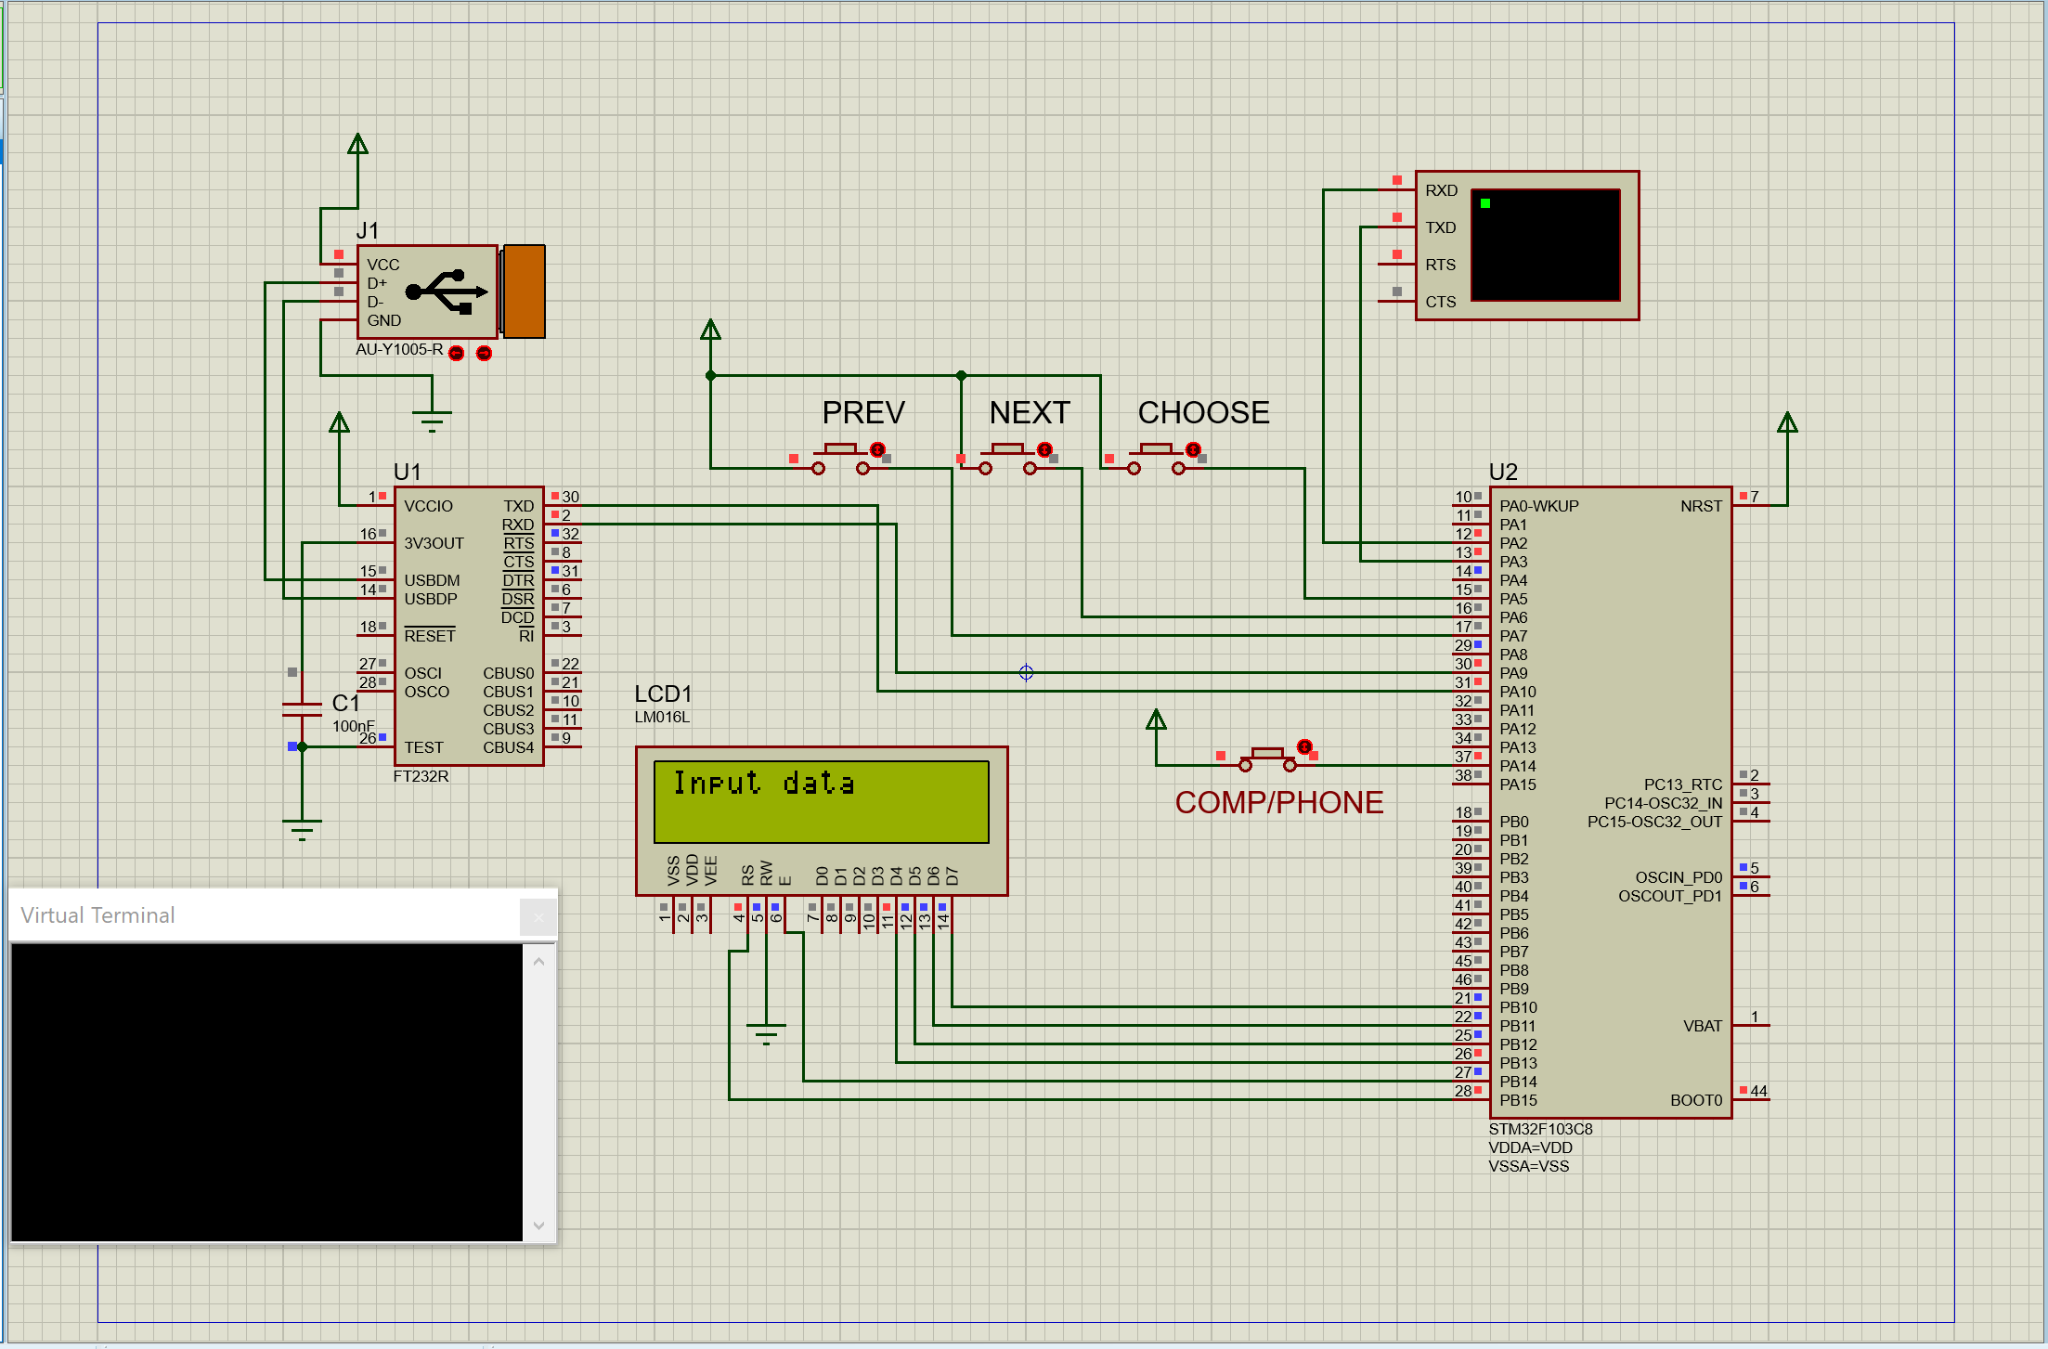 J1
VCC
D+
D-
GND
AU-Y1005-R
RXD
TXD
RTS
CTS
PREV NEXT CHOOSE
U1
1 VCCIO TXD 30
RXD 2
16 3V3OUT RTS 32
CTS 8
15 USBDM DTR 31
14 USBDP DSR 6
DCD 7
18 RESET RI 3
27 OSCI CBUS0 22
28 OSCO CBUS1 21
CBUS2 10
CBUS3 11
26 TEST CBUS4 9
FT232R
C1
100nF
LCD1
LM016L
Input data
VSS VDD VEE RS RW E D0 D1 D2 D3 D4 D5 D6 D7
1 2 3 4 5 6 7 8 9 10 11 12 13 14
COMP/PHONE
U2
10 PA0-WKUP NRST 7
11 PA1
12 PA2
13 PA3
14 PA4
15 PA5
16 PA6
17 PA7
29 PA8
30 PA9
31 PA10
32 PA11
33 PA12
34 PA13
37 PA14
38 PA15 PC13_RTC 2
PC14-OSC32_IN 3
18 PB0 PC15-OSC32_OUT 4
19 PB1
20 PB2
39 PB3 OSCIN_PD0 5
40 PB4 OSCOUT_PD1 6
41 PB5
42 PB6
43 PB7
45 PB8
46 PB9
21 PB10
22 PB11 VBAT 1
25 PB12
26 PB13
27 PB14
28 PB15 BOOT0 44
STM32F103C8
VDDA=VDD
VSSA=VSS
Virtual Terminal